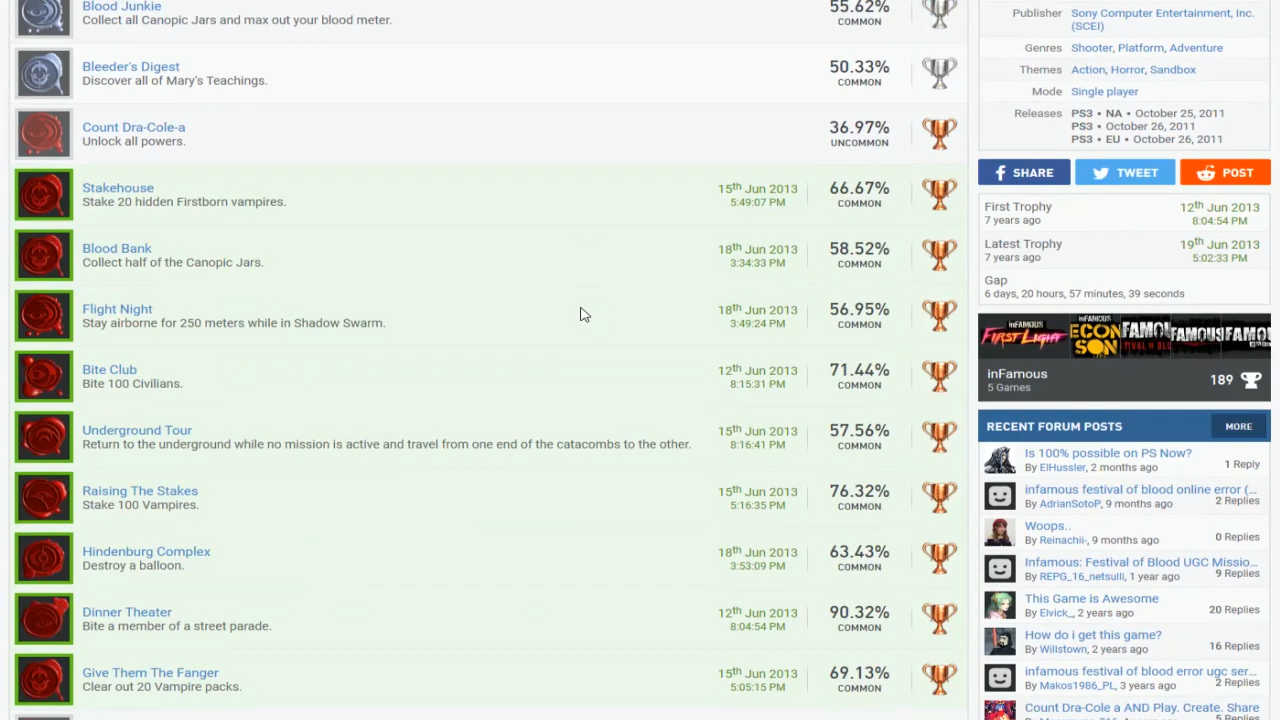 Blood Junkie
Collect all Canopic Jars and max out your blood meter.
55.62%
COMMON
Bleeder's Digest
Discover all of Mary's Teachings.
50.33%
COMMON
Count Dra-Cole-a
Unlock all powers.
36.97%
UNCOMMON
Stakehouse
Stake 20 hidden Firstborn vampires.
15th Jun 2013
5:49:07 PM
66.67%
COMMON
Blood Bank
Collect half of the Canopic Jars.
18th Jun 2013
3:34:33 PM
58.52%
COMMON
Flight Night
Stay airborne for 250 meters while in Shadow Swarm.
18th Jun 2013
3:49:24 PM
56.95%
COMMON
Bite Club
Bite 100 Civilians.
12th Jun 2013
8:15:31 PM
71.44%
COMMON
Underground Tour
Return to the underground while no mission is active and travel from one end of the catacombs to the other.
15th Jun 2013
8:16:41 PM
57.56%
COMMON
Raising The Stakes
Stake 100 Vampires.
15th Jun 2013
5:16:35 PM
76.32%
COMMON
Hindenburg Complex
Destroy a balloon.
18th Jun 2013
3:53:09 PM
63.43%
COMMON
Dinner Theater
Bite a member of a street parade.
12th Jun 2013
8:04:54 PM
90.32%
COMMON
Give Them The Fanger
Clear out 20 Vampire packs.
15th Jun 2013
5:05:15 PM
69.13%
COMMON
Publisher Sony Computer Entertainment, Inc.
(SCEI)
Genres Shooter, Platform, Adventure
Themes Action, Horror, Sandbox
Mode Single player
Releases PS3 • NA • October 25, 2011
PS3 • October 26, 2011
PS3 • EU • October 26, 2011
SHARE TWEET POST
First Trophy
7 years ago
12th Jun 2013
8:04:54 PM
Latest Trophy
7 years ago
19th Jun 2013
5:02:33 PM
Gap
6 days, 20 hours, 57 minutes, 39 seconds
inFAMOUS
FIRST LIGHT
inFAMOUS
inFamous
5 Games
189
RECENT FORUM POSTS MORE
Is 100% possible on PS Now?
By ElHussler, 2 months ago
1 Reply
infamous festival of blood online error (...
By AdrianSotoP, 9 months ago
2 Replies
Woops..
By Reinachii-, 9 months ago
0 Replies
Infamous: Festival of Blood UGC Missio...
By REPG_16_netsulli, 1 year ago
9 Replies
This Game is Awesome
By Elvick_, 2 years ago
20 Replies
How do i get this game?
By Willstown, 2 years ago
16 Replies
infamous festival of blood error ugc ser...
By Makos1986_PL, 3 years ago
2 Replies
Count Dra-Cole a AND Play. Create. Share